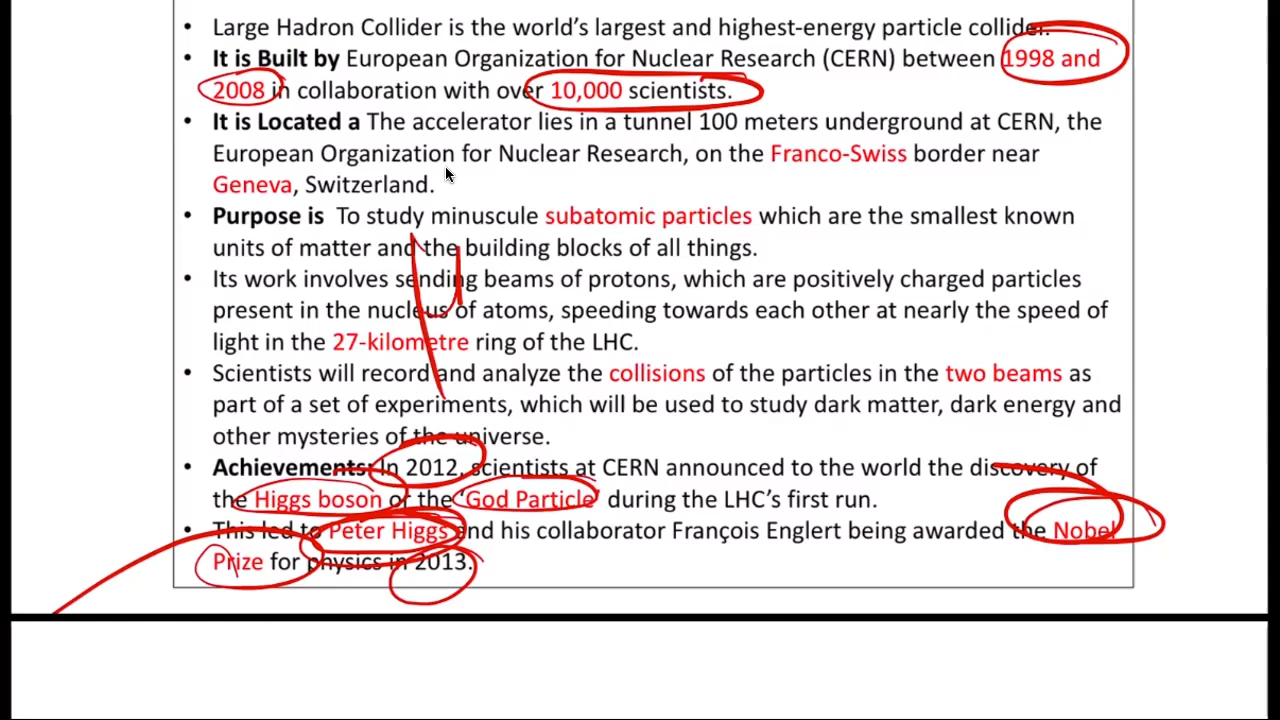 • Large Hadron Collider is the world’s largest and highest-energy particle collider.
• It is Built by European Organization for Nuclear Research (CERN) between 1998 and
2008 in collaboration with over 10,000 scientists.
• It is Located a The accelerator lies in a tunnel 100 meters underground at CERN, the
European Organization for Nuclear Research, on the Franco-Swiss border near
Geneva, Switzerland.
• Purpose is To study minuscule subatomic particles which are the smallest known
units of matter and the building blocks of all things.
• Its work involves sending beams of protons, which are positively charged particles
present in the nucleus of atoms, speeding towards each other at nearly the speed of
light in the 27-kilometre ring of the LHC.
• Scientists will record and analyze the collisions of the particles in the two beams as
part of a set of experiments, which will be used to study dark matter, dark energy and
other mysteries of the universe.
• Achievements: In 2012, scientists at CERN announced to the world the discovery of
the Higgs boson or the ‘God Particle’ during the LHC’s first run.
• This led to Peter Higgs and his collaborator François Englert being awarded the Nobel
Prize for physics in 2013.